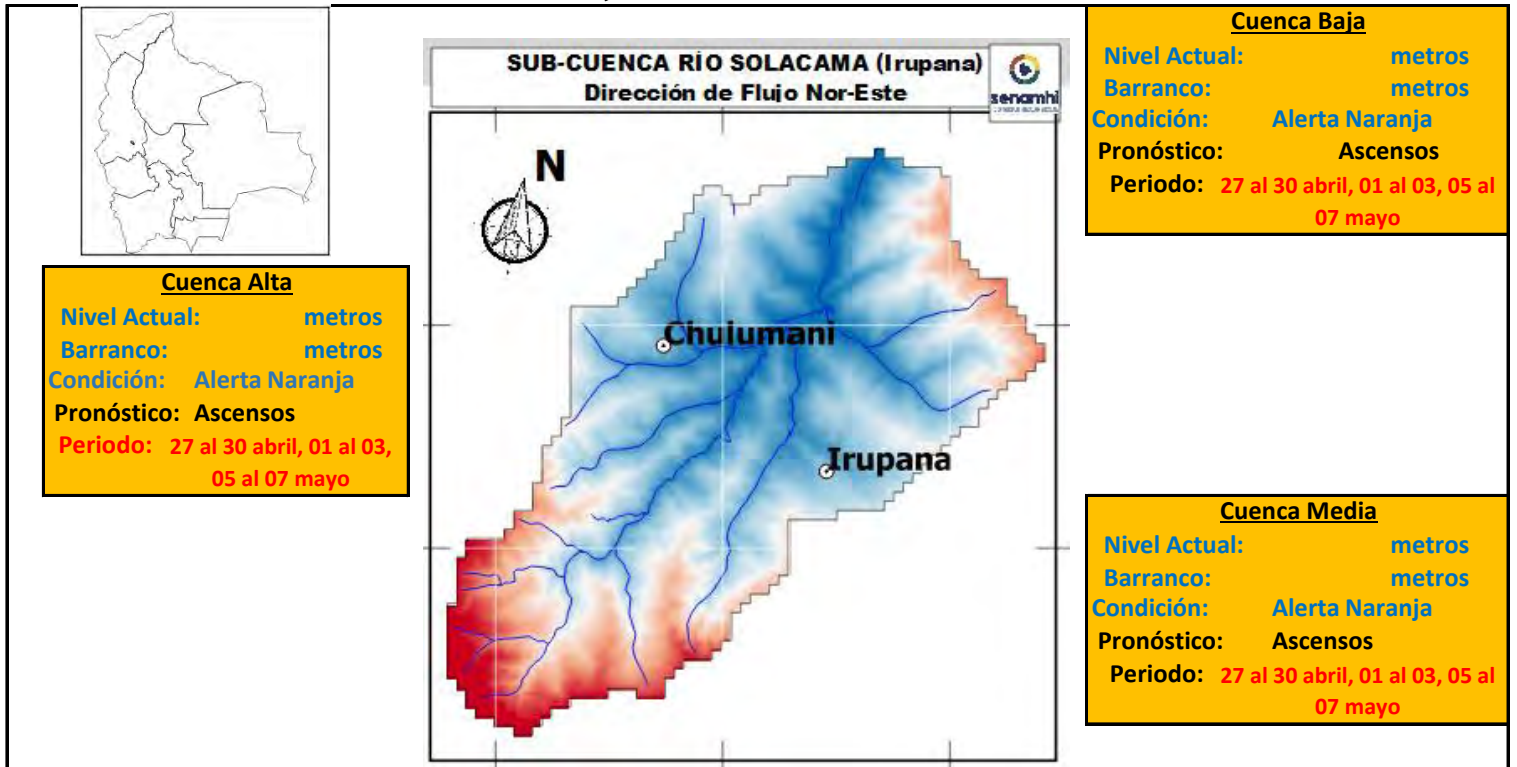 SUB-CUENCA RÍO SOLACAMA (Irupana)
Dirección de Flujo Nor-Este
senamhi
N
Chulumani
Irupana
Cuenca Alta
Nivel Actual: metros
Barranco: metros
Condición: Alerta Naranja
Pronóstico: Ascensos
Periodo: 27 al 30 abril, 01 al 03,
05 al 07 mayo
Cuenca Baja
Nivel Actual: metros
Barranco: metros
Condición: Alerta Naranja
Pronóstico: Ascensos
Periodo: 27 al 30 abril, 01 al 03, 05 al
07 mayo
Cuenca Media
Nivel Actual: metros
Barranco: metros
Condición: Alerta Naranja
Pronóstico: Ascensos
Periodo: 27 al 30 abril, 01 al 03, 05 al
07 mayo